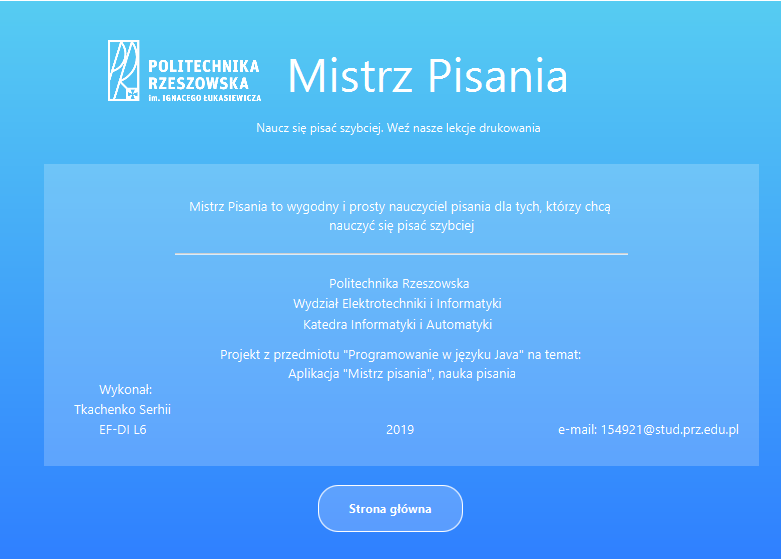 POLITECHNIKA
RZESZOWSKA
im. IGNACEGO ŁUKASIEWICZA
Mistrz Pisania
Naucz się pisać szybciej. Weź nasze lekcje drukowania
Mistrz Pisania to wygodny i prosty nauczyciel pisania dla tych, którzy chcą
nauczyć się pisać szybciej
Politechnika Rzeszowska
Wydział Elektrotechniki i Informatyki
Katedra Informatyki i Automatyki
Projekt z przedmiotu "Programowanie w języku Java" na temat:
Aplikacja "Mistrz pisania", nauka pisania
Wykonał:
Tkachenko Serhii
EF-DI L6
2019
e-mail: 154921@stud.prz.edu.pl
Strona główna